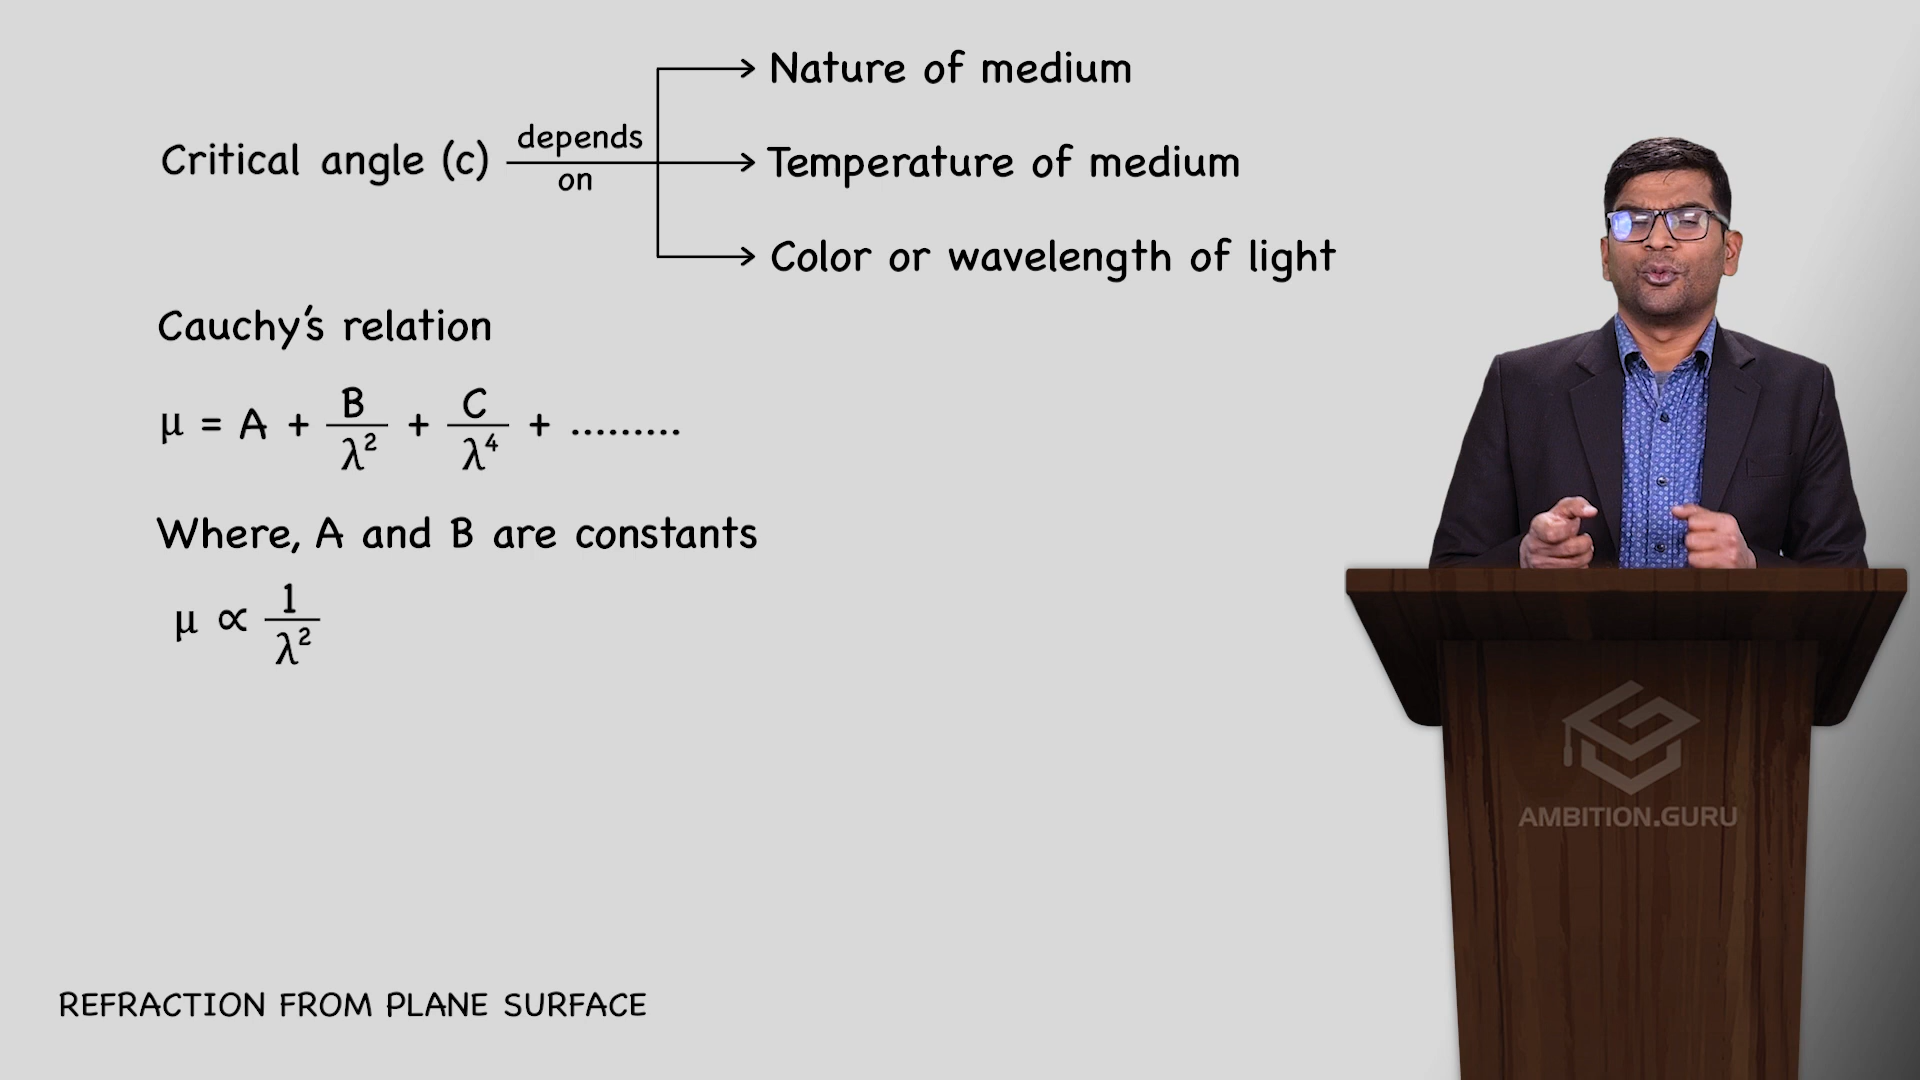 Nature of medium
Critical angle (c) depends on Temperature of medium
Color or wavelength of light
Cauchy's relation
μ = A + B/λ² + C/λ⁴ + .........
Where, A and B are constants
μ ∝ 1/λ²
AMBITION.GURU
REFRACTION FROM PLANE SURFACE